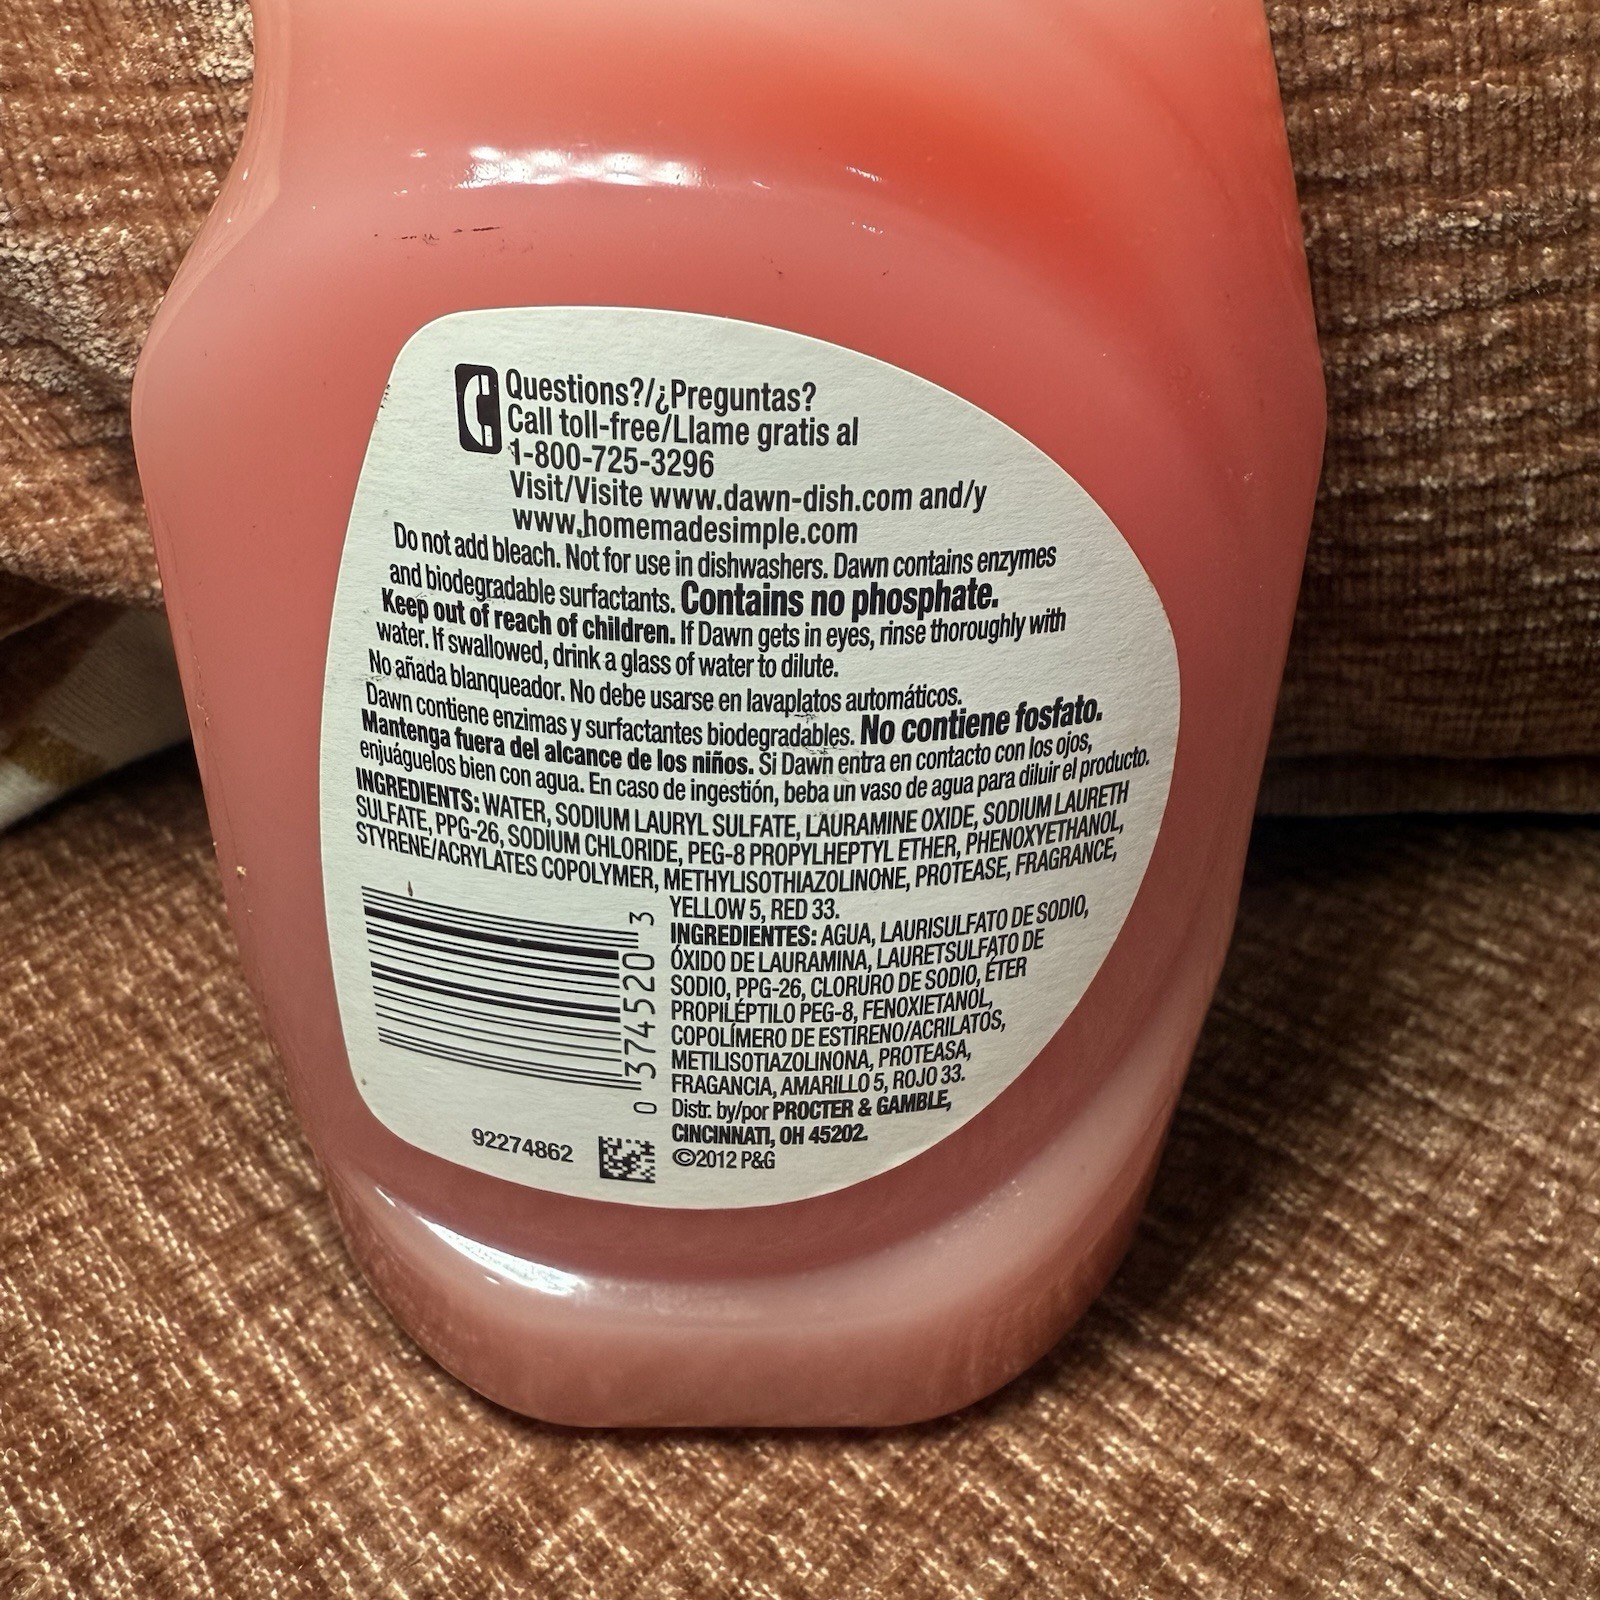 Questions?/¿Preguntas?
Call toll-free/Llame gratis al
1-800-725-3296
Visit/Visite www.dawn-dish.com and/y
www.homemadesimple.com
Do not add bleach. Not for use in dishwashers. Dawn contains enzymes
and biodegradable surfactants. Contains no phosphate.
Keep out of reach of children. If Dawn gets in eyes, rinse thoroughly with
water. If swallowed, drink a glass of water to dilute.
No añada blanqueador. No debe usarse en lavaplatos automáticos.
Dawn contiene enzimas y surfactantes biodegradables. No contiene fosfato.
Mantenga fuera del alcance de los niños. Si Dawn entra en contacto con los ojos,
enjuáguelos bien con agua. En caso de ingestión, beba un vaso de agua para diluir el producto.
INGREDIENTS: WATER, SODIUM LAURYL SULFATE, LAURAMINE OXIDE, SODIUM LAURETH
SULFATE, PPG-26, SODIUM CHLORIDE, PEG-8 PROPYLHEPTYL ETHER, PHENOXYETHANOL,
STYRENE/ACRYLATES COPOLYMER, METHYLISOTHIAZOLINONE, PROTEASE, FRAGRANCE,
YELLOW 5, RED 33.
INGREDIENTES: AGUA, LAURISULFATO DE SODIO,
ÓXIDO DE LAURAMINA, LAURETSULFATO DE
SODIO, PPG-26, CLORURO DE SODIO, ÉTER
PROPILÉPTILO PEG-8, FENOXIETANOL,
COPOLÍMERO DE ESTIRENO/ACRILATOS,
METILISOTIAZOLINONA, PROTEASA,
FRAGANCIA, AMARILLO 5, ROJO 33.
Distr. by/por PROCTER & GAMBLE,
CINCINNATI, OH 45202.
©2012 P&G
0 374520 3
92274862